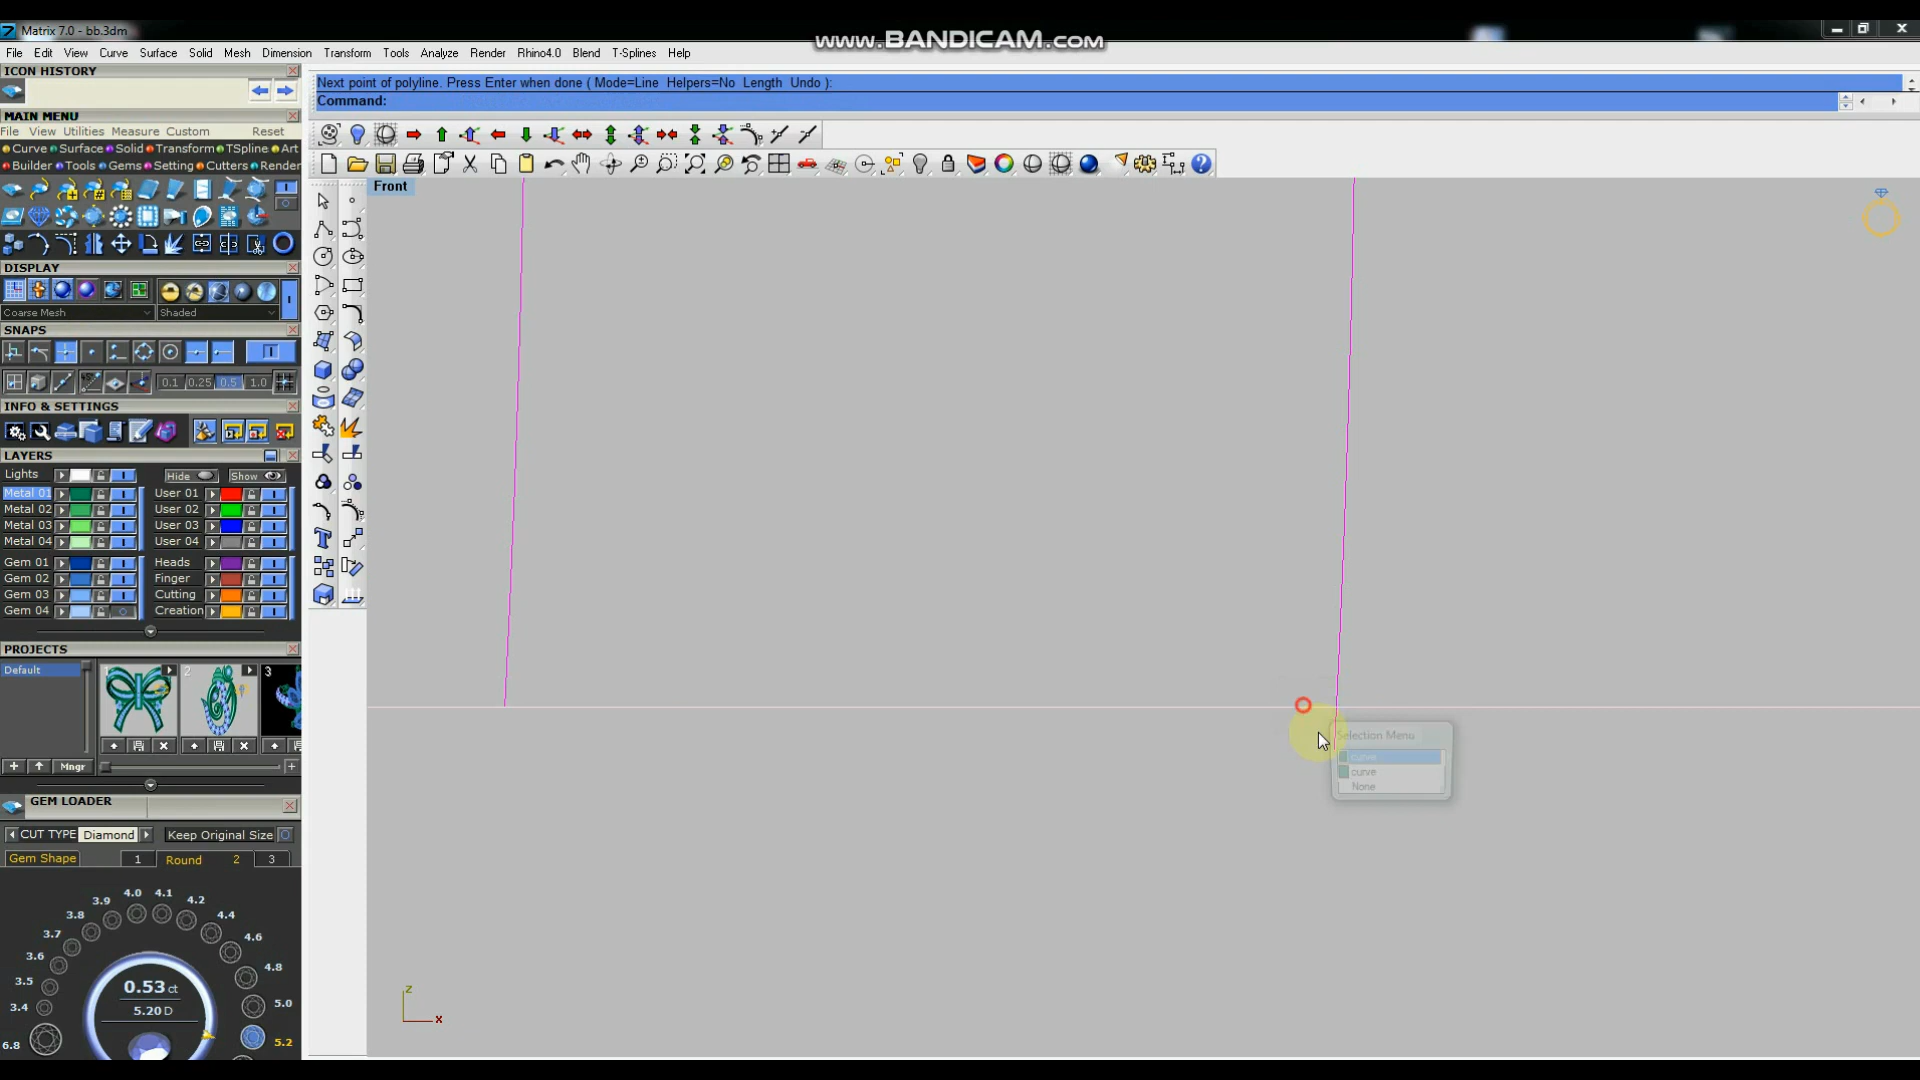 Matrix 7.0 - bb.3dm
www.BANDICAM.com
File Edit View Curve Surface Solid Mesh Dimension Transform Tools Analyze Render Rhino4.0 Blend T-Splines Help
ICON HISTORY
Next point of polyline. Press Enter when done ( Mode=Line Helpers=No Length Undo ):
Command:
MAIN MENU
File View Utilities Measure Custom Reset
Curve Surface Solid Transform TSpline Art
Builder Tools Gems Setting Cutters Render
Front
DISPLAY
Coarse Mesh Shaded
SNAPS
0.1 0.25 0.5 1.0
INFO & SETTINGS
LAYERS
Lights Hide Show
Metal 01 User 01
Metal 02 User 02
Metal 03 User 03
Metal 04 User 04
Gem 01 Heads
Gem 02 Finger
Gem 03 Cutting
Gem 04 Creation
PROJECTS
Default 1 2 3
Mngr
GEM LOADER
CUT TYPE Diamond Keep Original Size
Gem Shape 1 Round 2 3
4.0 4.1
3.9 4.2
3.8 4.4
3.7 4.6
3.6 4.8
3.5
3.4 5.0
0.53 ct
5.20 D
6.8 5.2
Selection Menu
curve
curve
None
z
x